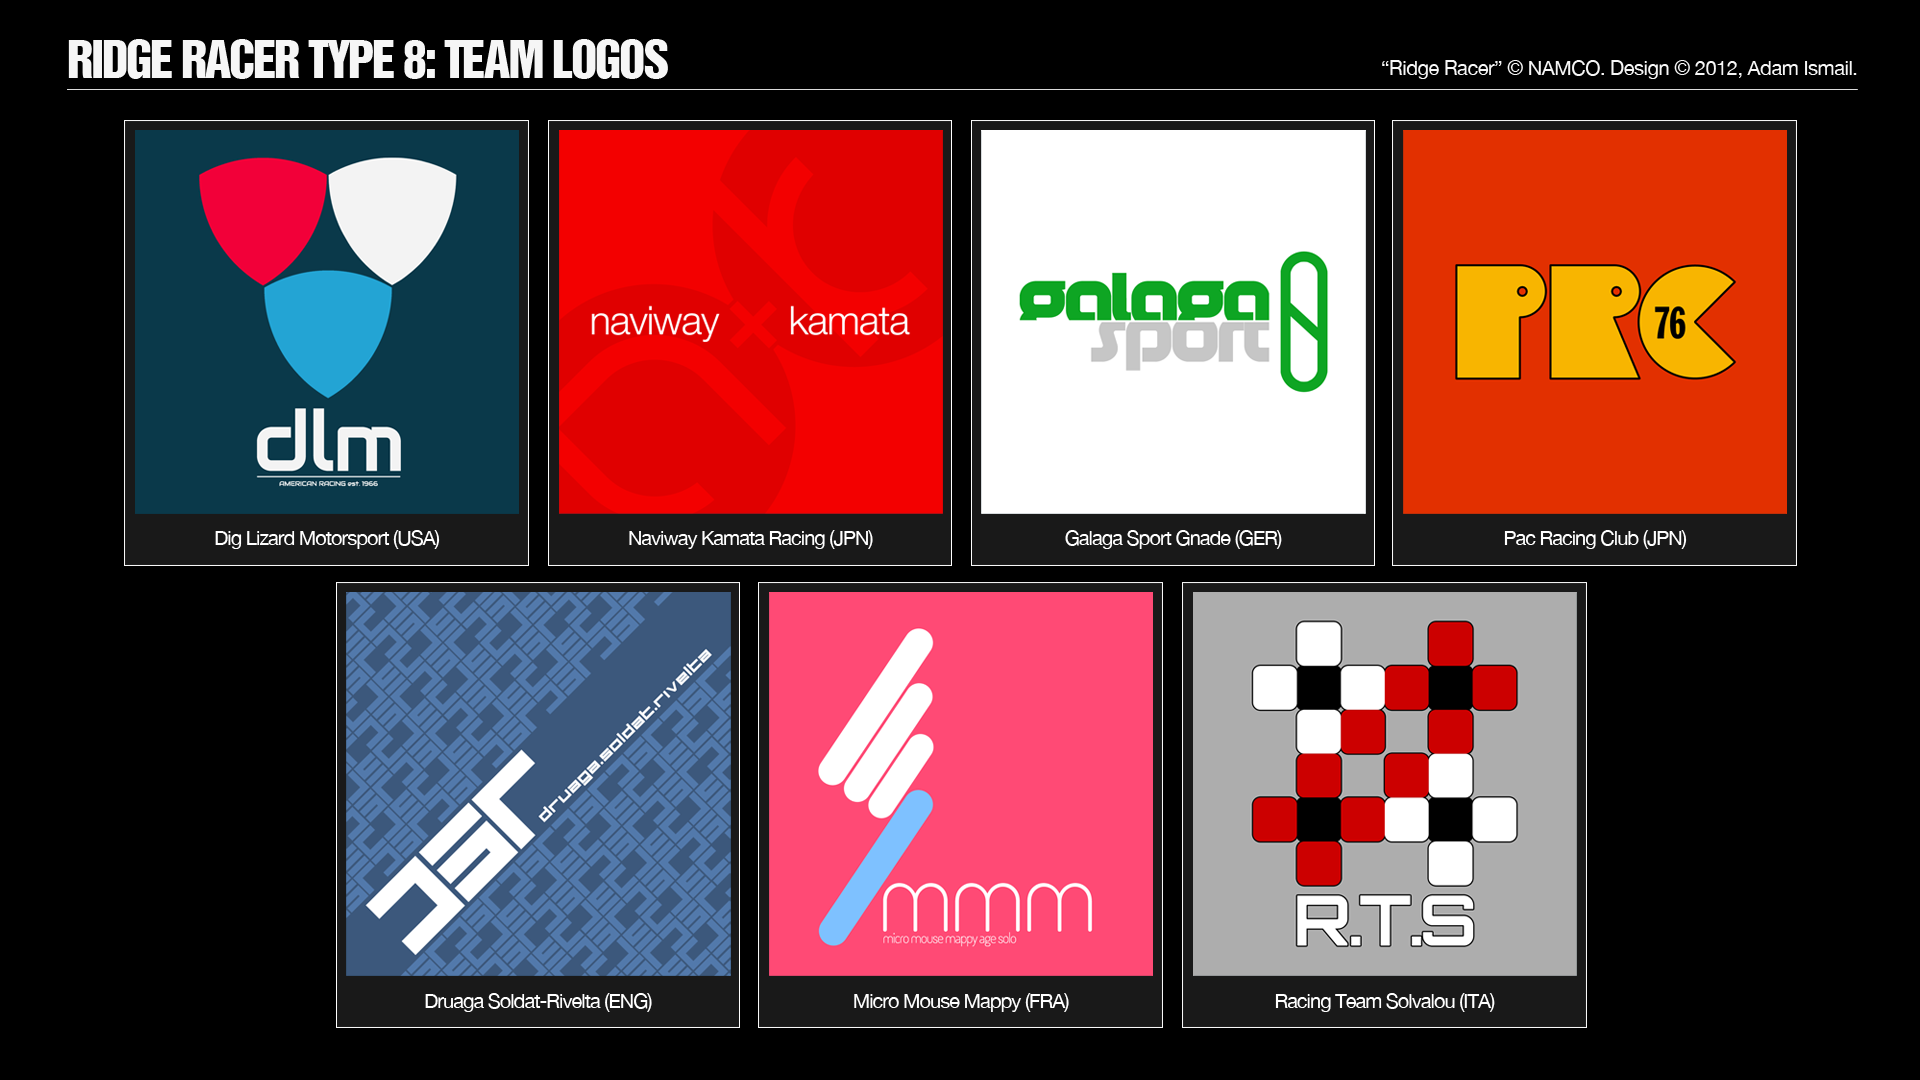 RIDGE RACER TYPE 8: TEAM LOGOS
“Ridge Racer” © NAMCO. Design © 2012, Adam Ismail.
dlm
AMERICAN RACING est. 1966
Dig Lizard Motorsport (USA)
naviway × kamata
Naviway Kamata Racing (JPN)
galaga
sport
Galaga Sport Gnade (GER)
PRC
76
Pac Racing Club (JPN)
dsr
druaga.soldat.rivelta
Druaga Soldat-Rivelta (ENG)
mmm
micro mouse mappy age solo
Micro Mouse Mappy (FRA)
R.T.S
Racing Team Solvalou (ITA)